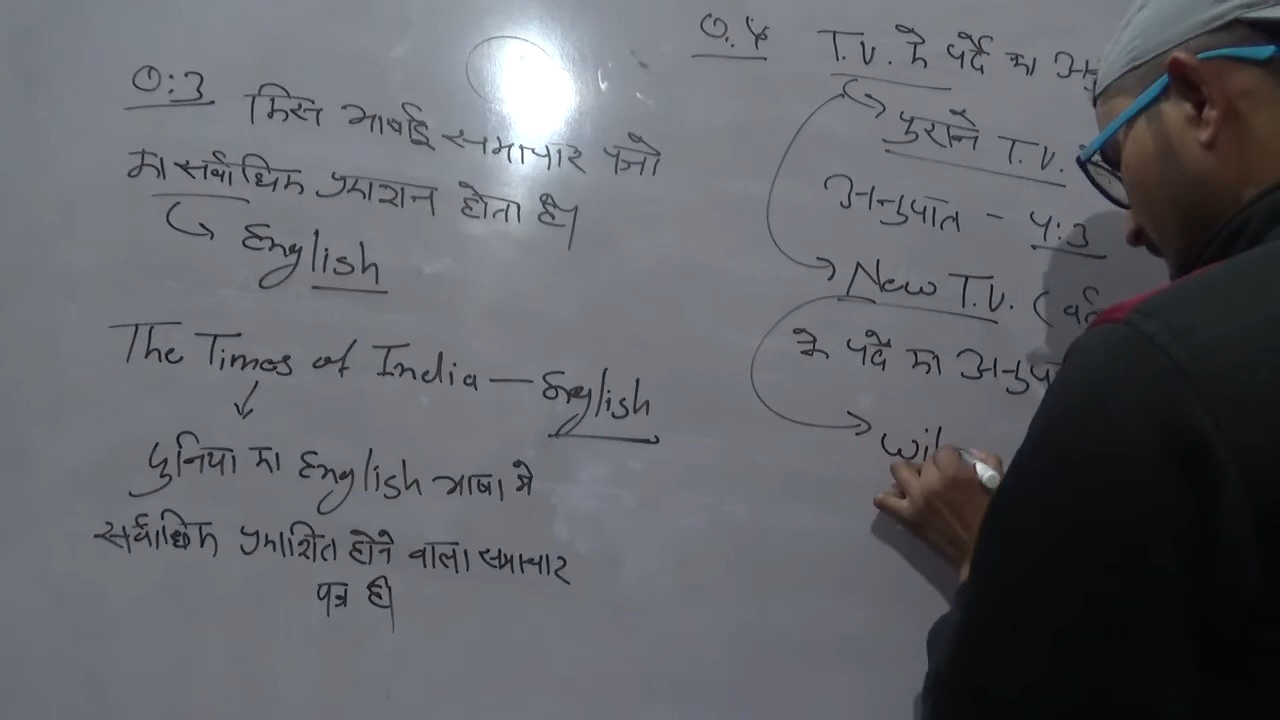 Q:3 किस भाषाई समाचार पत्रो
का सर्वाधिक प्रकाशन होता है।
English
The Times of India — English
दुनिया का English भाषा मे
सर्वाधिक प्रकाशित होने वाला समाचार
पत्र है।
Q.4 T.V. के पर्दे का
पुराने T.V.
अनुपात - 4:3
New T.V. (
के पर्दे का